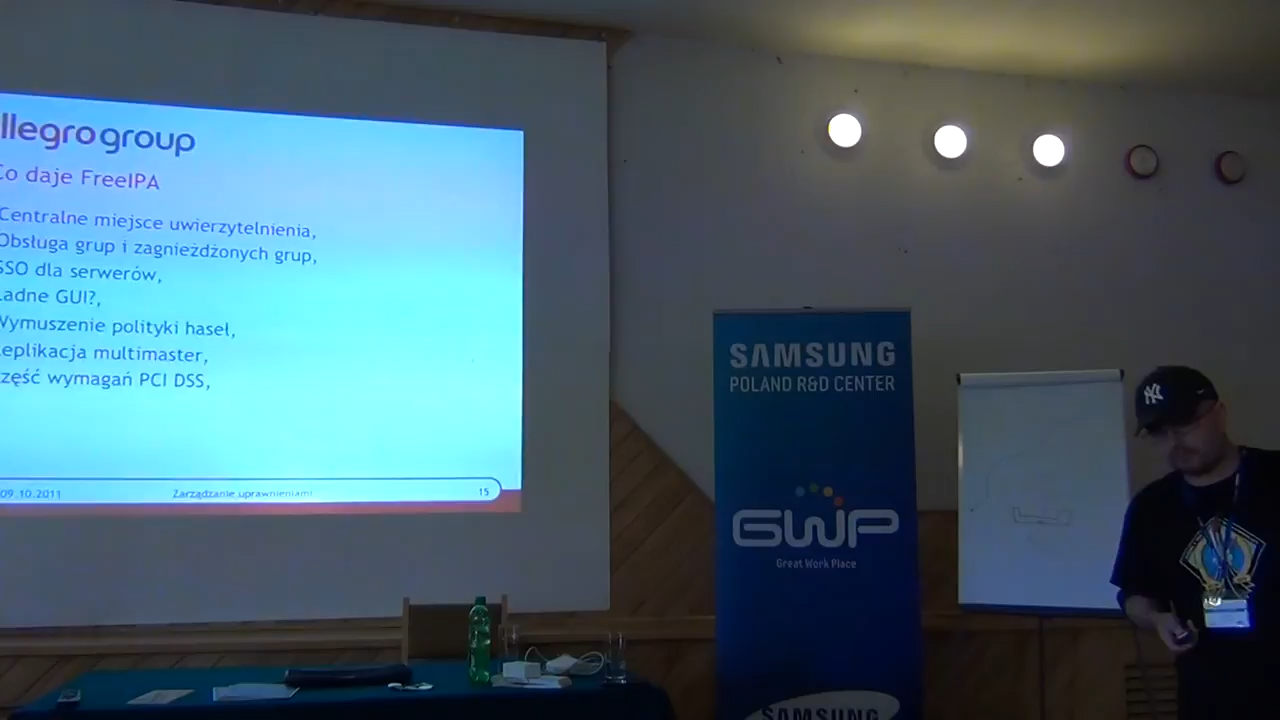 llegrogroup
Co daje FreeIPA
Centralne miejsce uwierzytelnienia,
Obsługa grup i zagnieżdżonych grup,
SSO dla serwerów,
Ładne GUI?,
Wymuszenie polityki haseł,
eplikacja multimaster,
zęść wymagań PCI DSS,
09.10.2011
Zarządzanie uprawnieniami
15
SAMSUNG
POLAND R&D CENTER
GWP
Great Work Place
SAMSUNG
NY